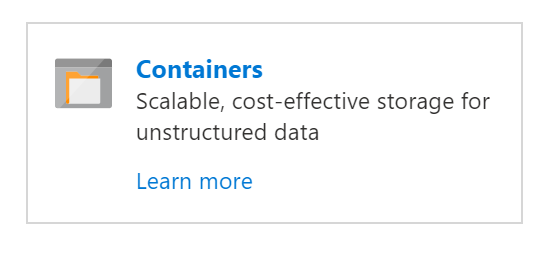 Containers
Scalable, cost-effective storage for
unstructured data
Learn more